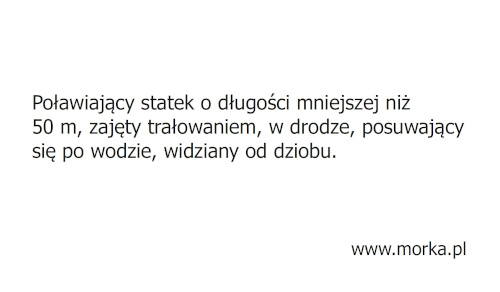 Poławiający statek o długości mniejszej niż
50 m, zajęty trałowaniem, w drodze, posuwający
się po wodzie, widziany od dziobu.
www.morka.pl